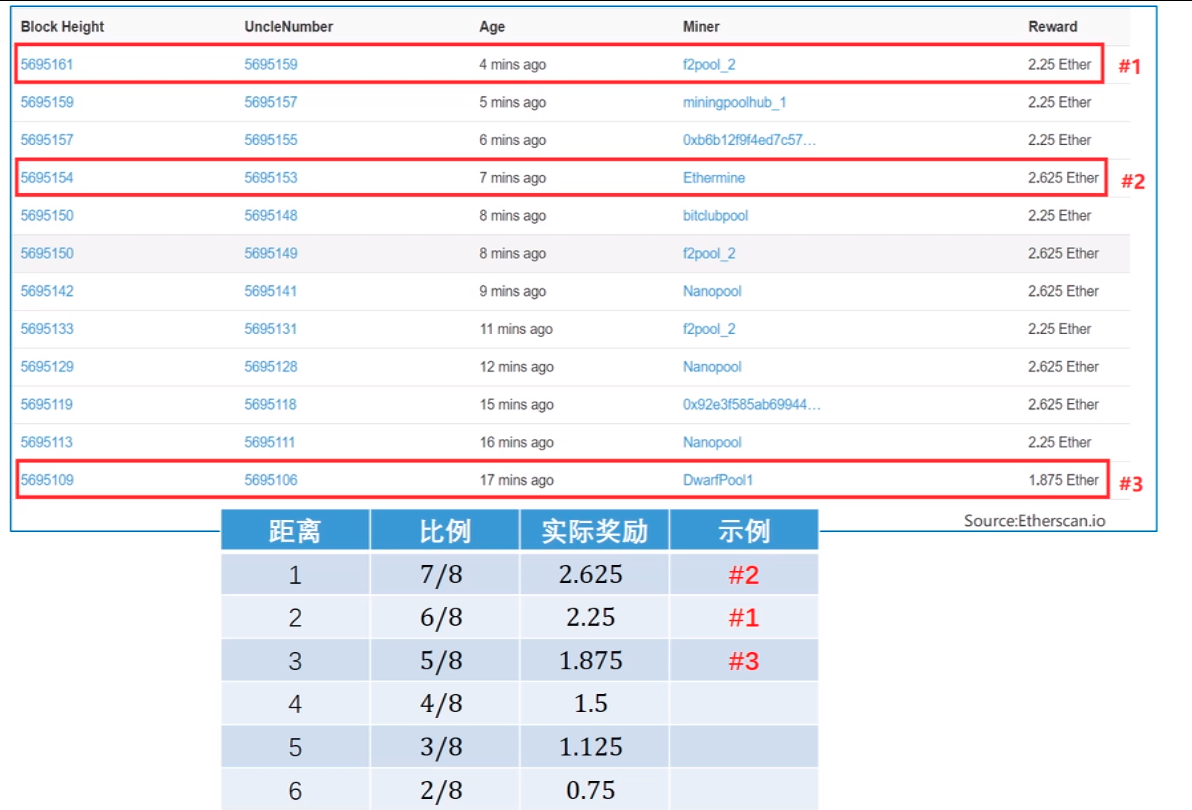 Block Height UncleNumber Age Miner Reward
5695161 5695159 4 mins ago f2pool_2 2.25 Ether #1
5695159 5695157 5 mins ago miningpoolhub_1 2.25 Ether
5695157 5695155 6 mins ago 0xb6b12f9f4ed7c57... 2.25 Ether
5695154 5695153 7 mins ago Ethermine 2.625 Ether #2
5695150 5695148 8 mins ago bitclubpool 2.25 Ether
5695150 5695149 8 mins ago f2pool_2 2.625 Ether
5695142 5695141 9 mins ago Nanopool 2.625 Ether
5695133 5695131 11 mins ago f2pool_2 2.25 Ether
5695129 5695128 12 mins ago Nanopool 2.625 Ether
5695119 5695118 15 mins ago 0x92e3f585ab69944... 2.625 Ether
5695113 5695111 16 mins ago Nanopool 2.25 Ether
5695109 5695106 17 mins ago DwarfPool1 1.875 Ether #3
Source:Etherscan.io
距离 比例 实际奖励 示例
1 7/8 2.625 #2
2 6/8 2.25 #1
3 5/8 1.875 #3
4 4/8 1.5
5 3/8 1.125
6 2/8 0.75